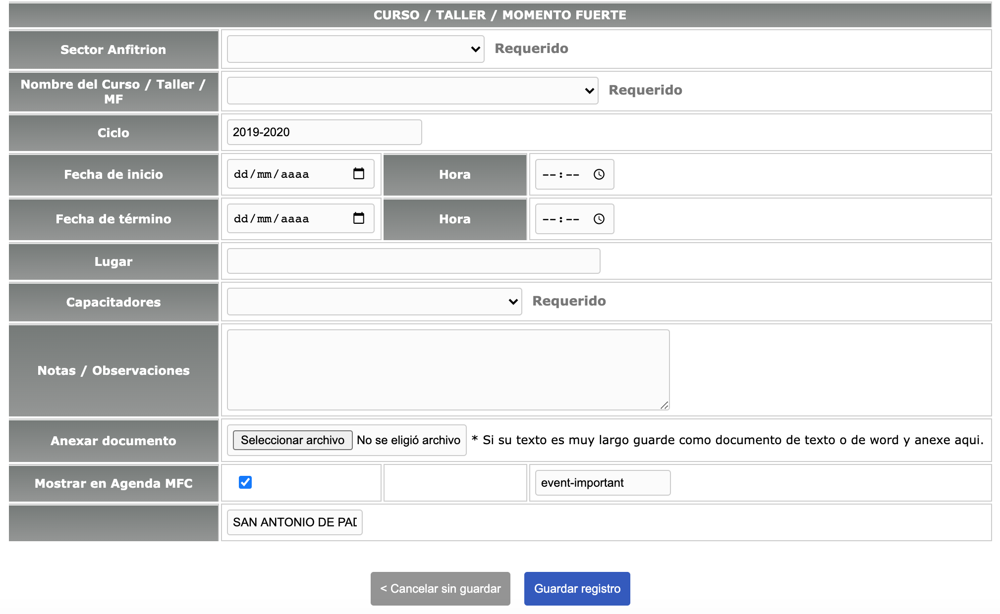 CURSO / TALLER / MOMENTO FUERTE
Sector Anfitrion
Requerido
Nombre del Curso / Taller /
MF
Requerido
Ciclo
2019-2020
Fecha de inicio
dd/mm/aaaa
Hora
--:--
Fecha de término
dd/mm/aaaa
Hora
--:--
Lugar
Capacitadores
Requerido
Notas / Observaciones
Anexar documento
Seleccionar archivo No se eligió archivo * Si su texto es muy largo guarde como documento de texto o de word y anexe aqui.
Mostrar en Agenda MFC
event-important
SAN ANTONIO DE PAD
< Cancelar sin guardar
Guardar registro